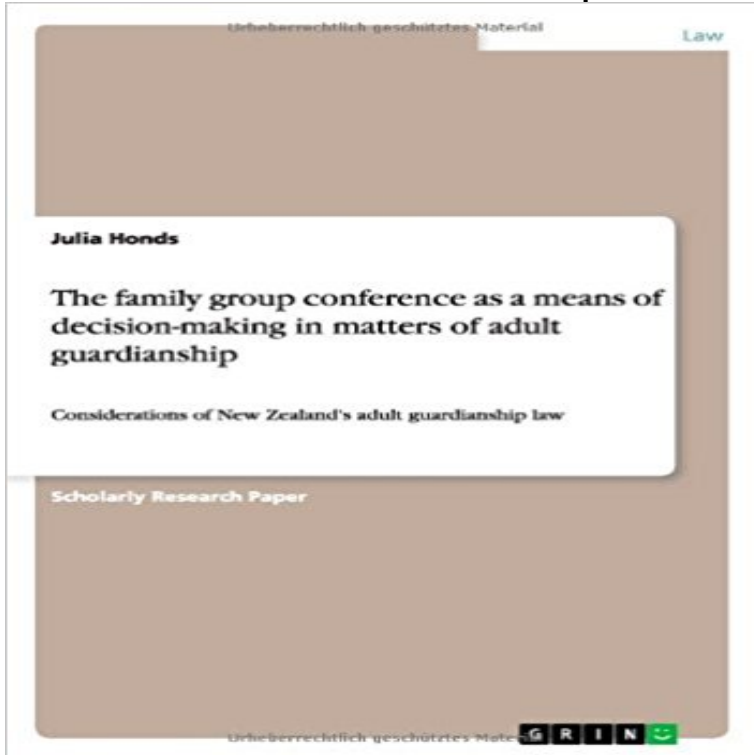 Urheberrechtlich geschütztes Material
Law
Julia Honds
The family group conference as a means of
decision-making in matters of adult
guardianship
Considerations of New Zealand's adult guardianship law
Scholarly Research Paper
Urheberrechtlich geschütztes
GRIN